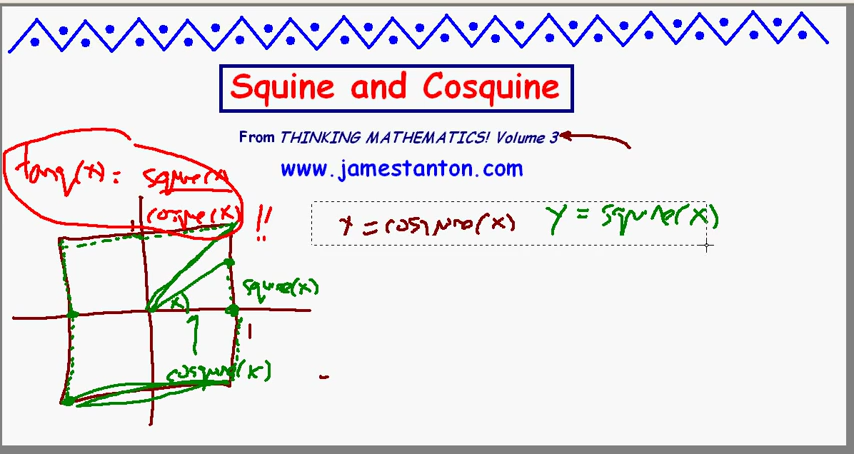 Squine and Cosquine
From THINKING MATHEMATICS! Volume 3
www.jamestanton.com
tanq(x) = squine(x)
cosquine(x) !!
x = cosquine(x) y = squine(x)
squine(x)
(x)
1
1
cosquine(x)